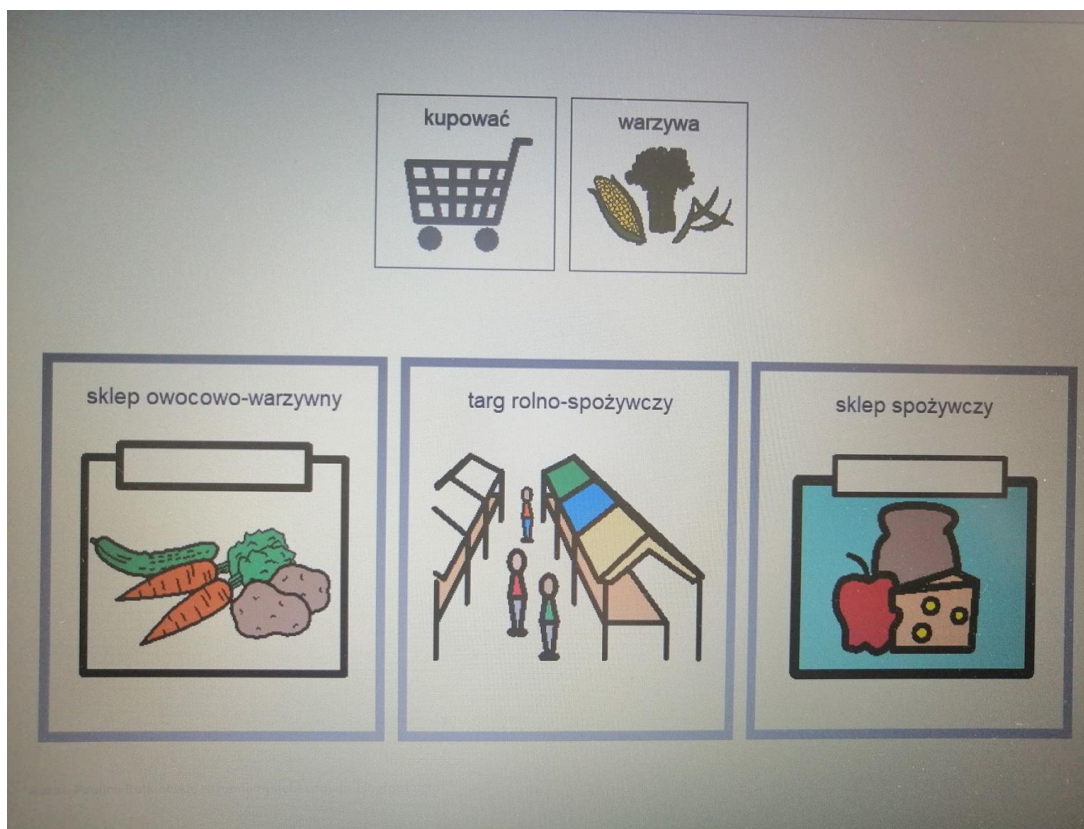 kupować
warzywa
sklep owocowo-warzywny
targ rolno-spożywczy
sklep spożywczy